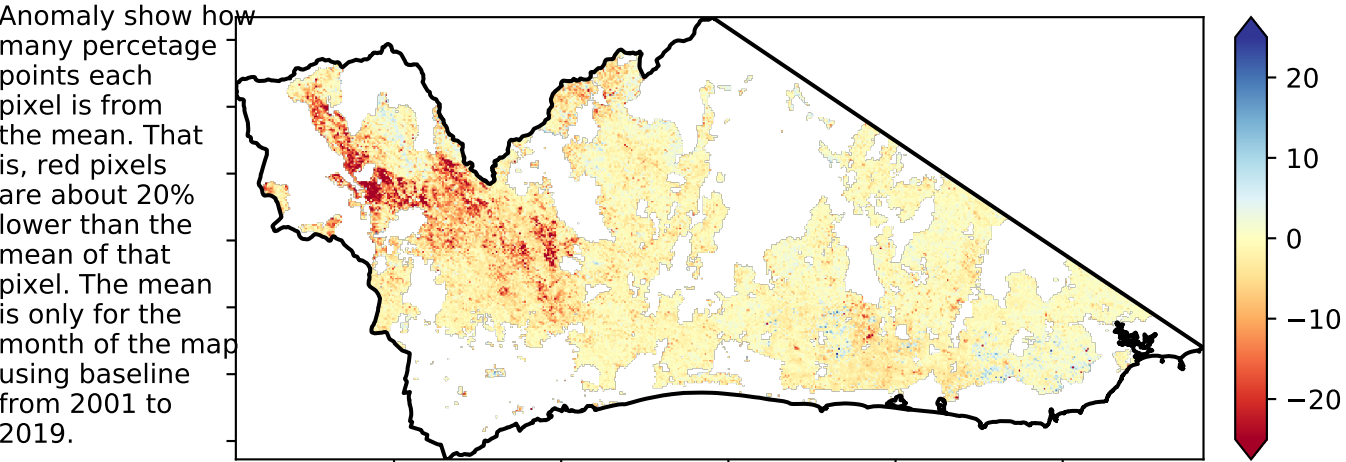 Anomaly show how
many percetage
points each
pixel is from
the mean. That
is, red pixels
are about 20%
lower than the
mean of that
pixel. The mean
is only for the
month of the map
using baseline
from 2001 to
2019.
20
10
0
−10
−20